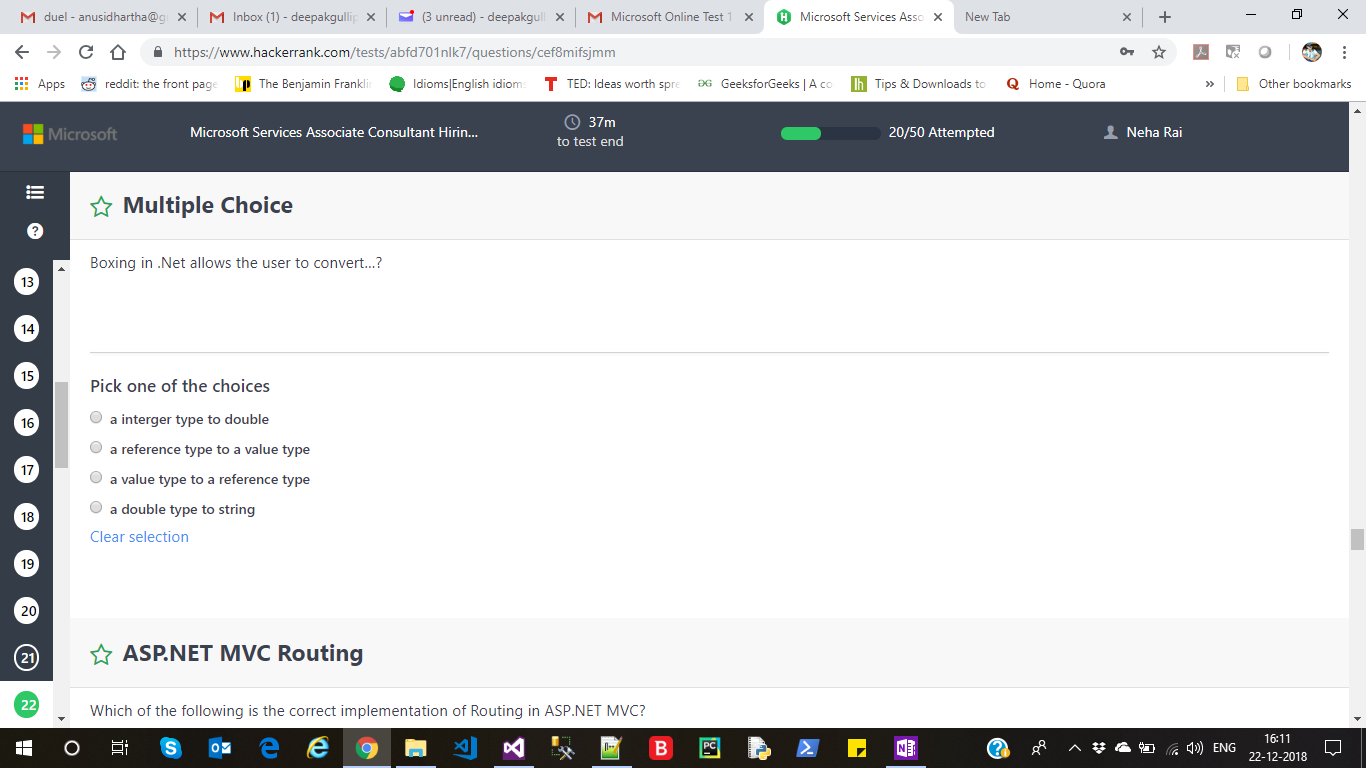 duel - anusidhartha@g
Inbox (1) - deepakgullip
(3 unread) - deepakgull
Microsoft Online Test 1
Microsoft Services Asso
New Tab
https://www.hackerrank.com/tests/abfd701nlk7/questions/cef8mifsjmm
Apps
reddit: the front page
The Benjamin Franklin
Idioms|English idioms
TED: Ideas worth spre
GeeksforGeeks | A co
Tips & Downloads to
Home - Quora
»
Other bookmarks
Microsoft
Microsoft Services Associate Consultant Hirin...
37m
to test end
20/50 Attempted
Neha Rai
Multiple Choice
?
Boxing in .Net allows the user to convert...?
13
14
15
Pick one of the choices
a interger type to double
16
a reference type to a value type
17
a value type to a reference type
18
a double type to string
Clear selection
19
20
21
ASP.NET MVC Routing
22
Which of the following is the correct implementation of Routing in ASP.NET MVC?
ENG
16:11
22-12-2018